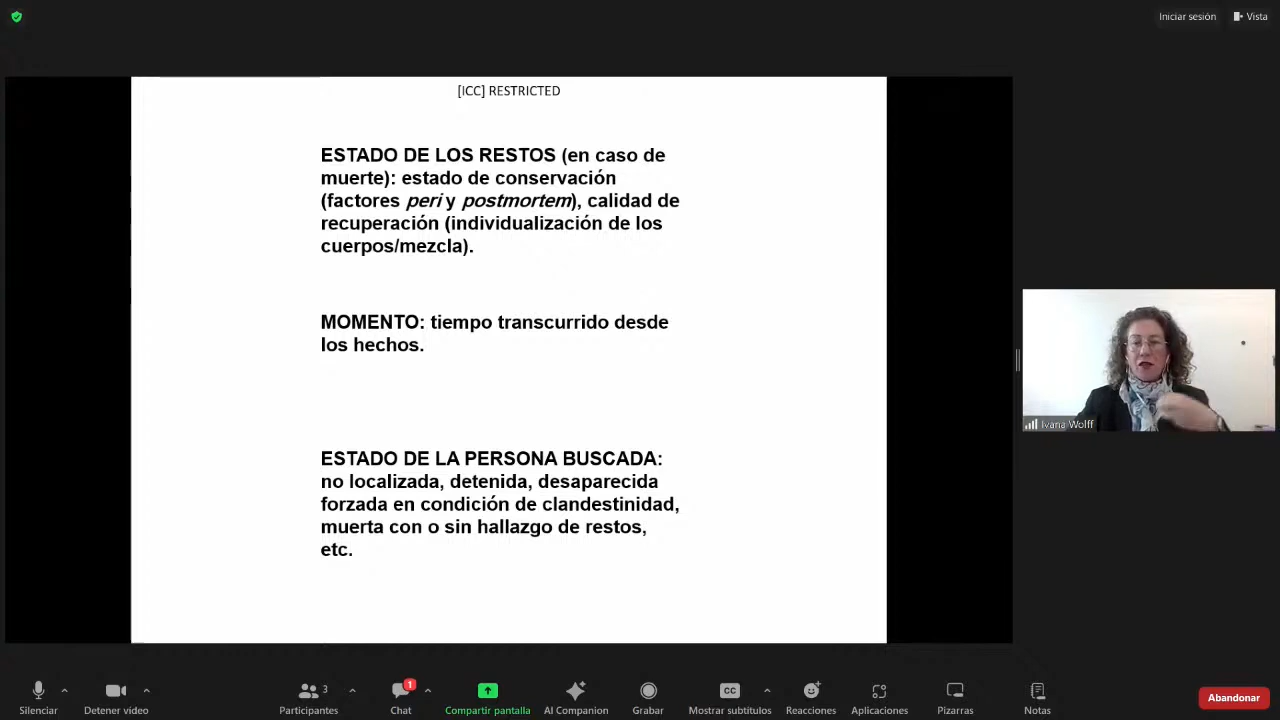 Iniciar sesión
Vista
[ICC] RESTRICTED
ESTADO DE LOS RESTOS (en caso de
muerte): estado de conservación
(factores peri y postmortem), calidad de
recuperación (individualización de los
cuerpos/mezcla).
MOMENTO: tiempo transcurrido desde
los hechos.
ESTADO DE LA PERSONA BUSCADA:
no localizada, detenida, desaparecida
forzada en condición de clandestinidad,
muerta con o sin hallazgo de restos,
etc.
Ivana Wolff
3
1
CC
Silenciar
Detener video
Participantes
Chat
Compartir pantalla
AI Companion
Grabar
Mostrar subtítulos
Reacciones
Aplicaciones
Pizarras
Notas
Abandonar